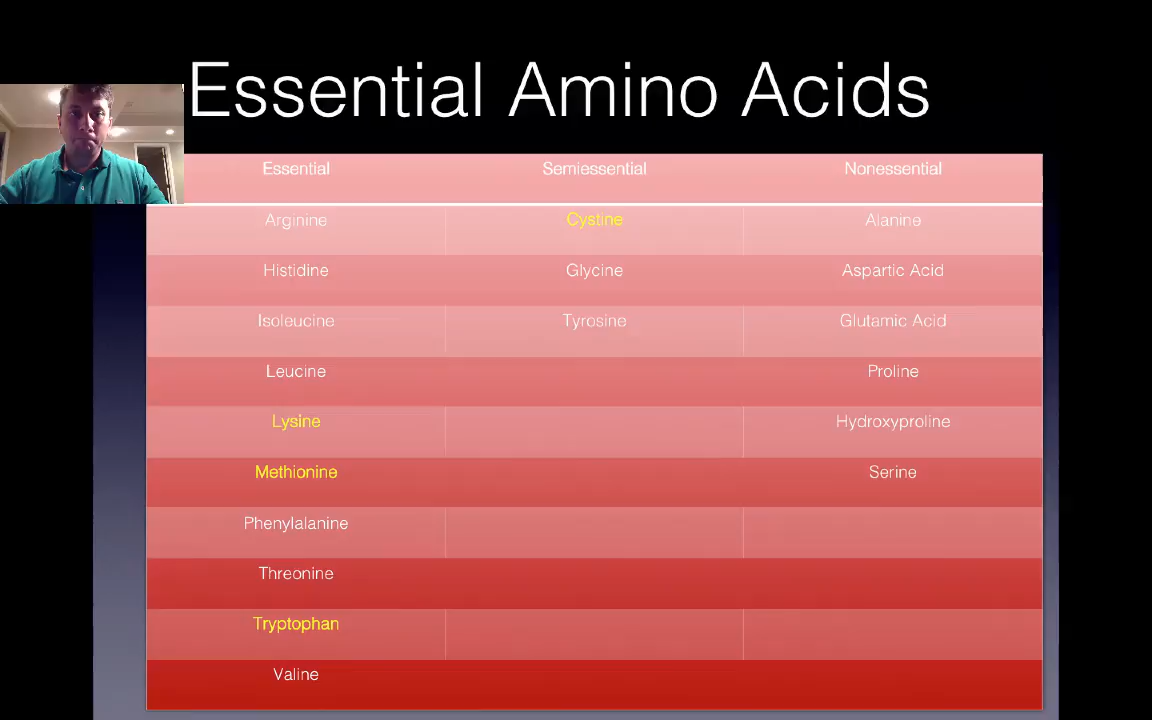 Essential Amino Acids
Essential Semiessential Nonessential
Arginine Cystine Alanine
Histidine Glycine Aspartic Acid
Isoleucine Tyrosine Glutamic Acid
Leucine Proline
Lysine Hydroxyproline
Methionine Serine
Phenylalanine
Threonine
Tryptophan
Valine